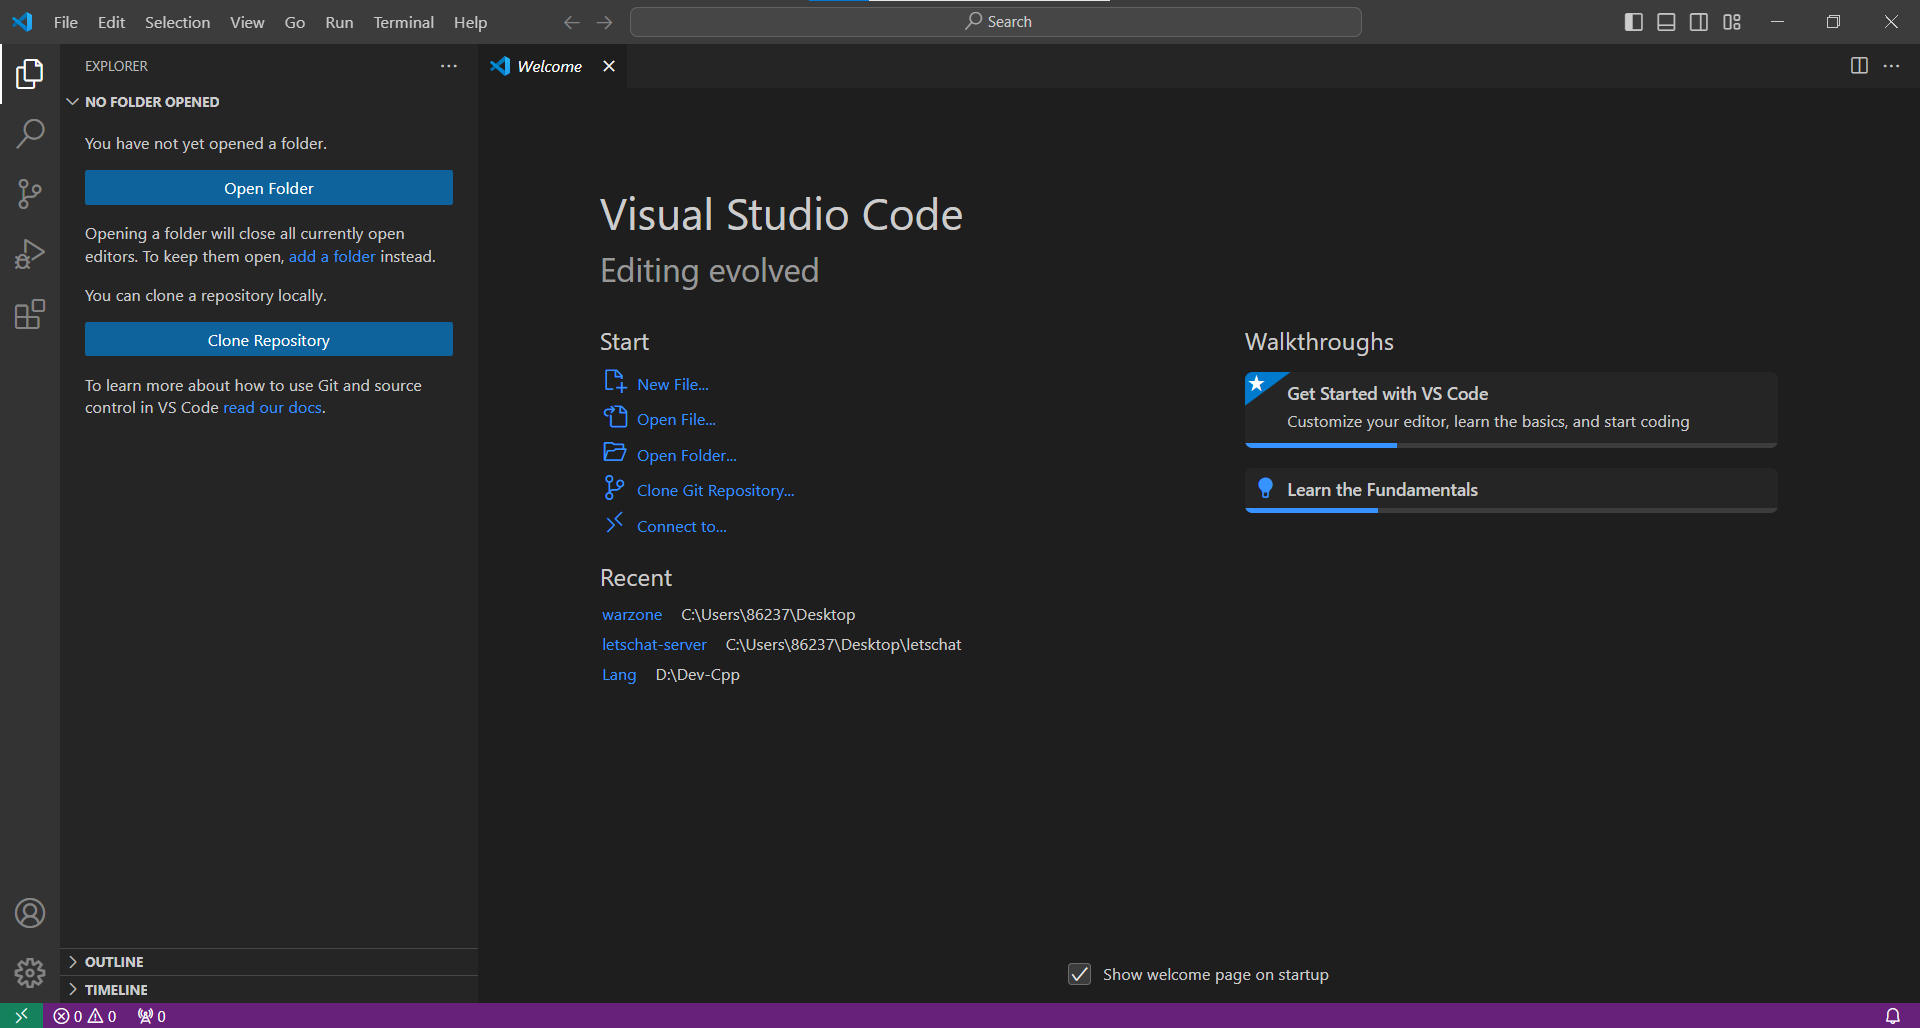 File Edit Selection View Go Run Terminal Help
Search
EXPLORER
NO FOLDER OPENED
You have not yet opened a folder.
Open Folder
Opening a folder will close all currently open
editors. To keep them open, add a folder instead.
You can clone a repository locally.
Clone Repository
To learn more about how to use Git and source
control in VS Code read our docs.
OUTLINE
TIMELINE
Welcome
Visual Studio Code
Editing evolved
Start
New File...
Open File...
Open Folder...
Clone Git Repository...
Connect to...
Recent
warzone C:\Users\86237\Desktop
letschat-server C:\Users\86237\Desktop\letschat
Lang D:\Dev-Cpp
Walkthroughs
Get Started with VS Code
Customize your editor, learn the basics, and start coding
Learn the Fundamentals
Show welcome page on startup
0 0 0